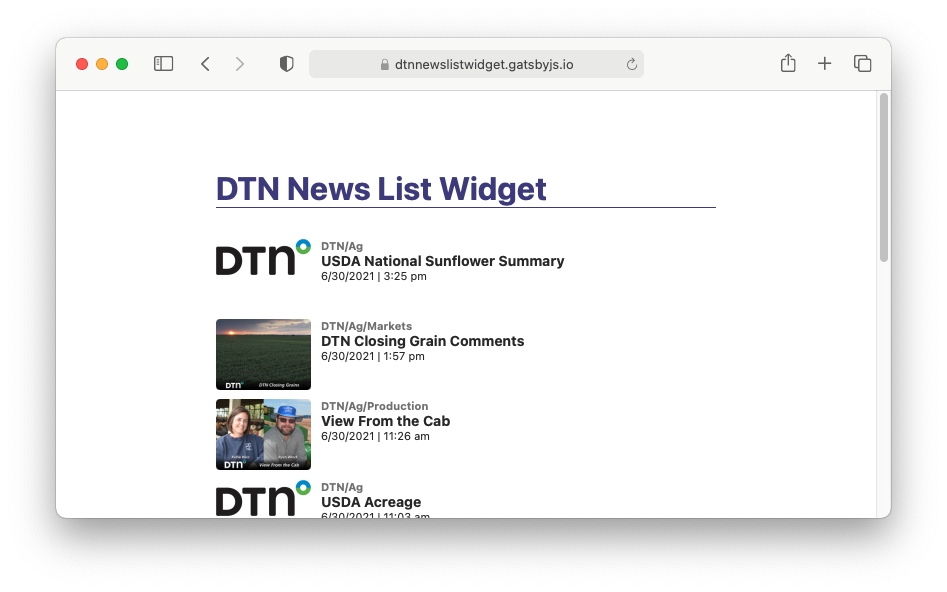 dtnnewslistwidget.gatsbyjs.io
DTN News List Widget
DTN
DTN/Ag
USDA National Sunflower Summary
6/30/2021 | 3:25 pm
DTN/Ag/Markets
DTN Closing Grain Comments
6/30/2021 | 1:57 pm
DTN
DTN Closing Grains
DTN/Ag/Production
View From the Cab
6/30/2021 | 11:26 am
DTN
View From the Cab
DTN
DTN/Ag
USDA Acreage
6/30/2021 | 11:03 am